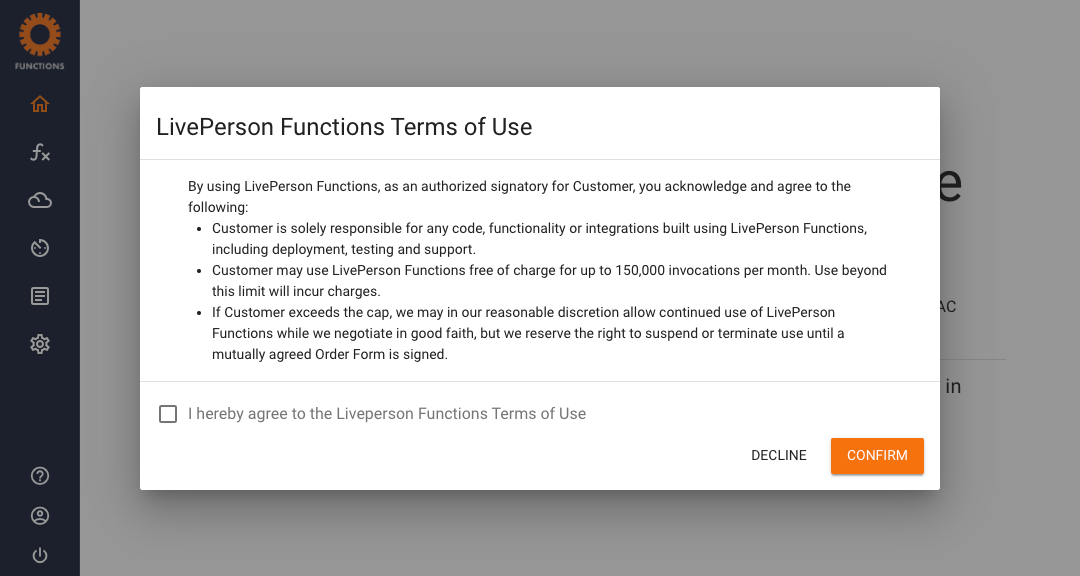 FUNCTIONS
LivePerson Functions Terms of Use
e
By using LivePerson Functions, as an authorized signatory for Customer, you acknowledge and agree to the
following:
• Customer is solely responsible for any code, functionality or integrations built using LivePerson Functions,
including deployment, testing and support.
• Customer may use LivePerson Functions free of charge for up to 150,000 invocations per month. Use beyond
this limit will incur charges.
• If Customer exceeds the cap, we may in our reasonable discretion allow continued use of LivePerson
Functions while we negotiate in good faith, but we reserve the right to suspend or terminate use until a
mutually agreed Order Form is signed.
AC
in
I hereby agree to the Liveperson Functions Terms of Use
DECLINE CONFIRM